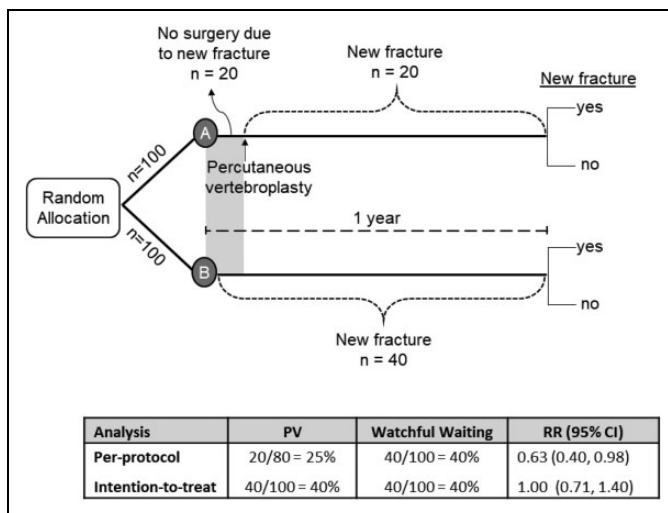 No surgery due
to new fracture
n = 20
New fracture
n = 20
New fracture
yes
A
no
n=100
Percutaneous
vertebroplasty
Random
Allocation
1 year
n=100
yes
B
no
New fracture
n = 40
Analysis PV Watchful Waiting RR (95% CI)
Per-protocol 20/80 = 25% 40/100 = 40% 0.63 (0.40, 0.98)
Intention-to-treat 40/100 = 40% 40/100 = 40% 1.00 (0.71, 1.40)